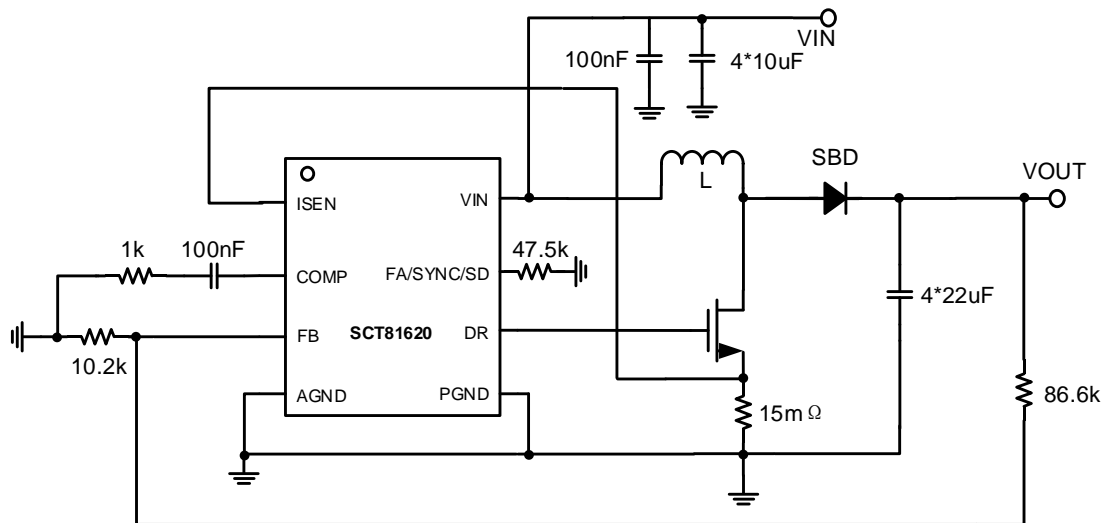 VIN
100nF
4*10uF
SBD
VOUT
L
ISEN
VIN
1k
100nF
47.5k
COMP
FA/SYNC/SD
4*22uF
FB
SCT81620
DR
10.2k
AGND
PGND
15mΩ
86.6k